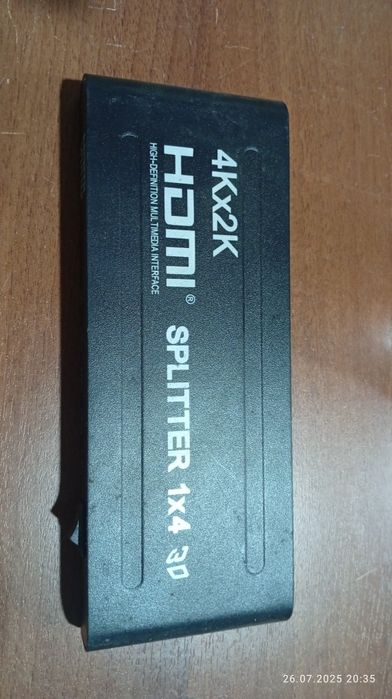 4Kx2K
HDMI® SPLITTER 1x4 3D
HIGH-DEFINITION MULTIMEDIA INTERFACE
26.07.2025 20:35